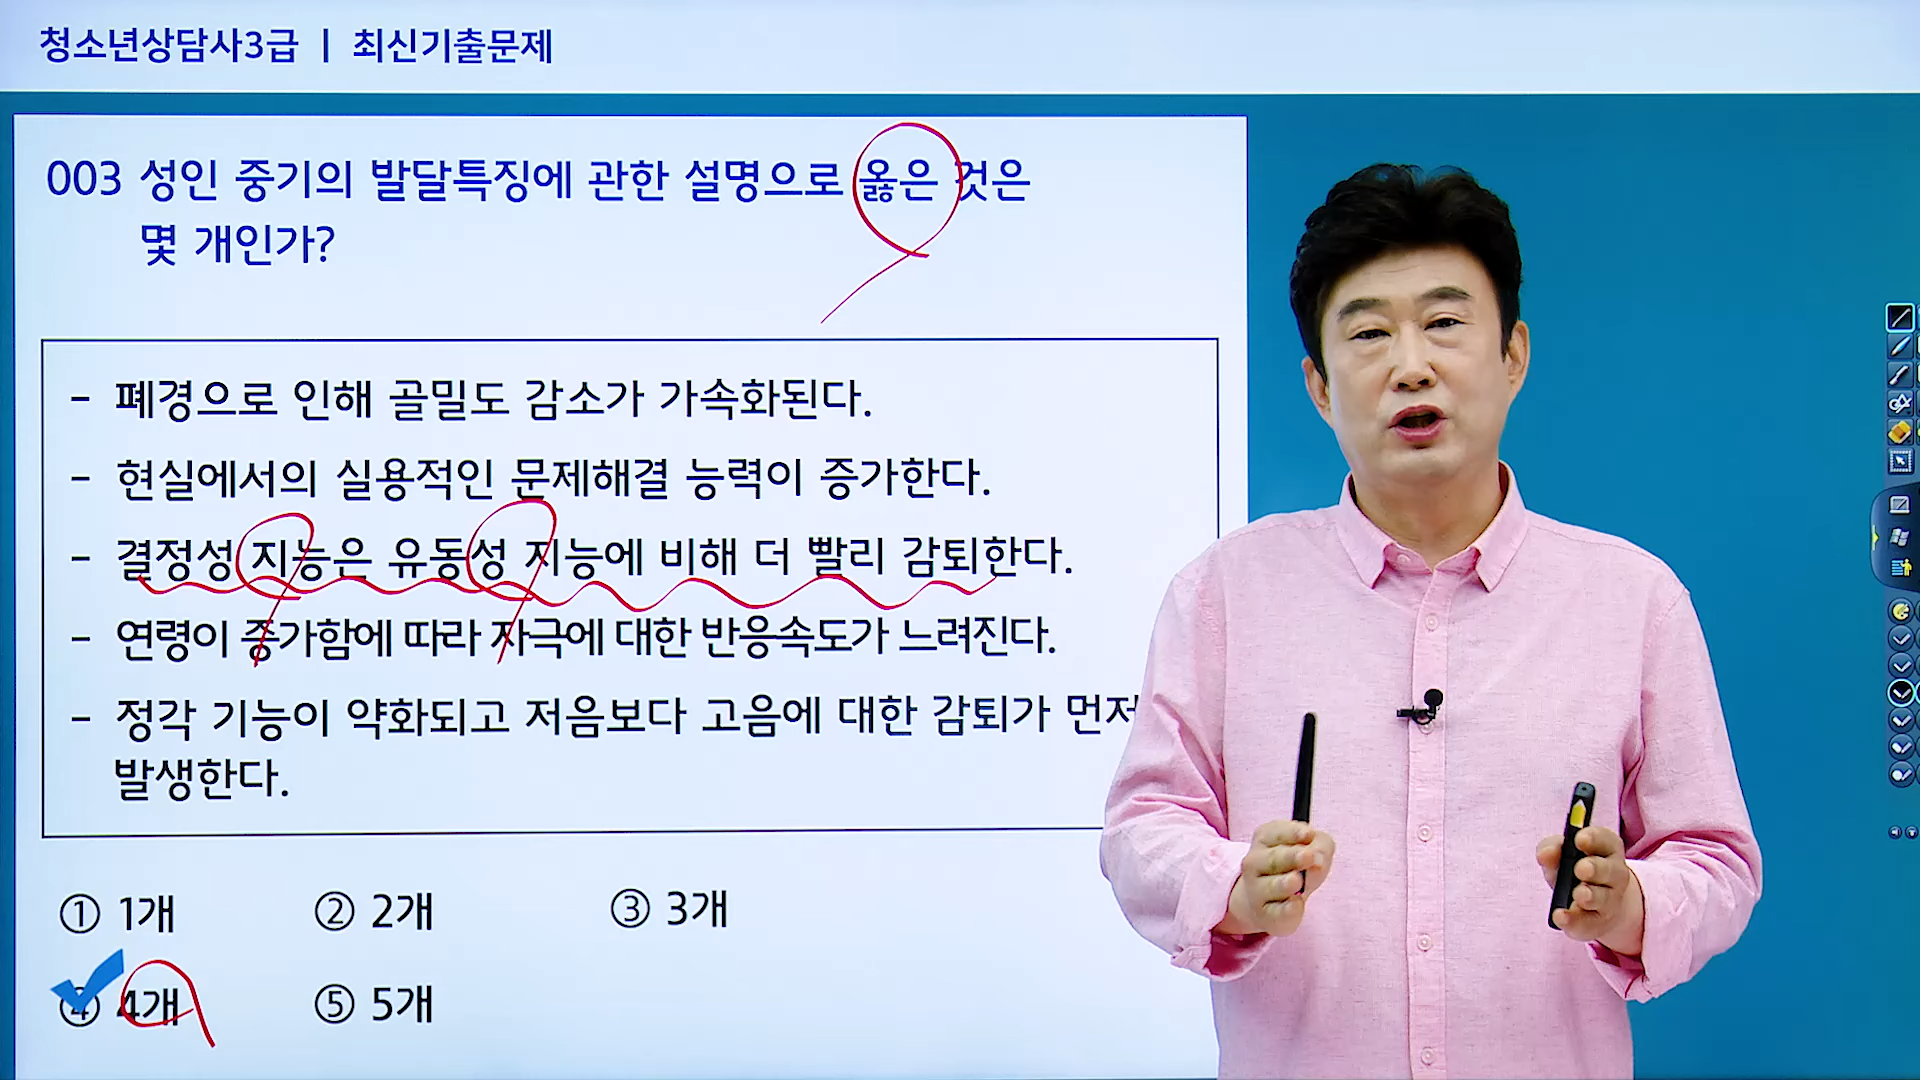 청소년상담사3급 | 최신기출문제
003 성인 중기의 발달특징에 관한 설명으로 옳은 것은
몇 개인가?
- 폐경으로 인해 골밀도 감소가 가속화된다.
- 현실에서의 실용적인 문제해결 능력이 증가한다.
- 결정성 지능은 유동성 지능에 비해 더 빨리 감퇴한다.
- 연령이 증가함에 따라 자극에 대한 반응속도가 느려진다.
- 정각 기능이 약화되고 저음보다 고음에 대한 감퇴가 먼저
발생한다.
① 1개 ② 2개 ③ 3개
④ 4개 ⑤ 5개